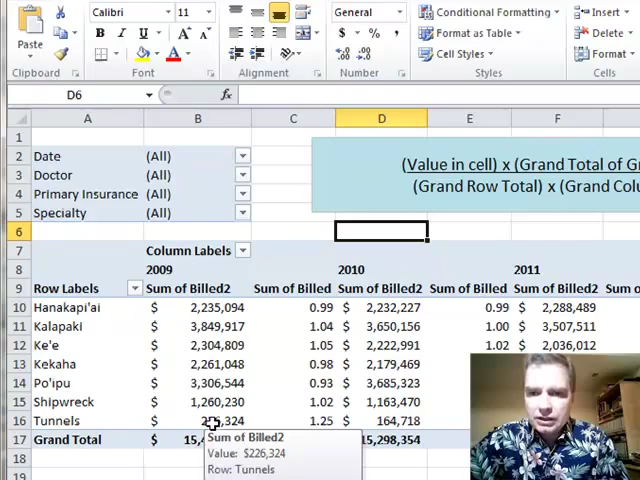 Calibri 11 A A General Conditional Formatting Insert
Paste B I U A $ % , Format as Table Delete
Cell Styles Format
Clipboard Font Alignment Number Styles Cells
D6 fx
A B C D E F
1
2 Date (All) (Value in cell) x (Grand Total of
3 Doctor (All) (Grand Row Total) x (Grand
4 Primary Insurance (All)
5 Specialty (All)
6
7 Column Labels
8 2009 2010 2011
9 Row Labels Sum of Billed2 Sum of Billed Sum of Billed2 Sum of Billed Sum of Billed2
10 Hanakapi'ai $ 2,235,094 0.99 $ 2,232,227 0.99 $ 2,288,489
11 Kalapaki $ 3,849,917 1.04 $ 3,650,156 1.00 $ 3,507,511
12 Ke'e $ 2,304,809 1.05 $ 2,222,991 1.02 $ 2,036,012
13 Kekaha $ 2,261,048 0.98 $ 2,179,469
14 Po'ipu $ 3,306,544 0.93 $ 3,685,323
15 Shipwreck $ 1,260,230 1.02 $ 1,163,470
16 Tunnels $ 1.25 $ 164,718
17 Grand Total $ 15,298,354
18 Sum of Billed2
Value: $226,324
19 Row: Tunnels